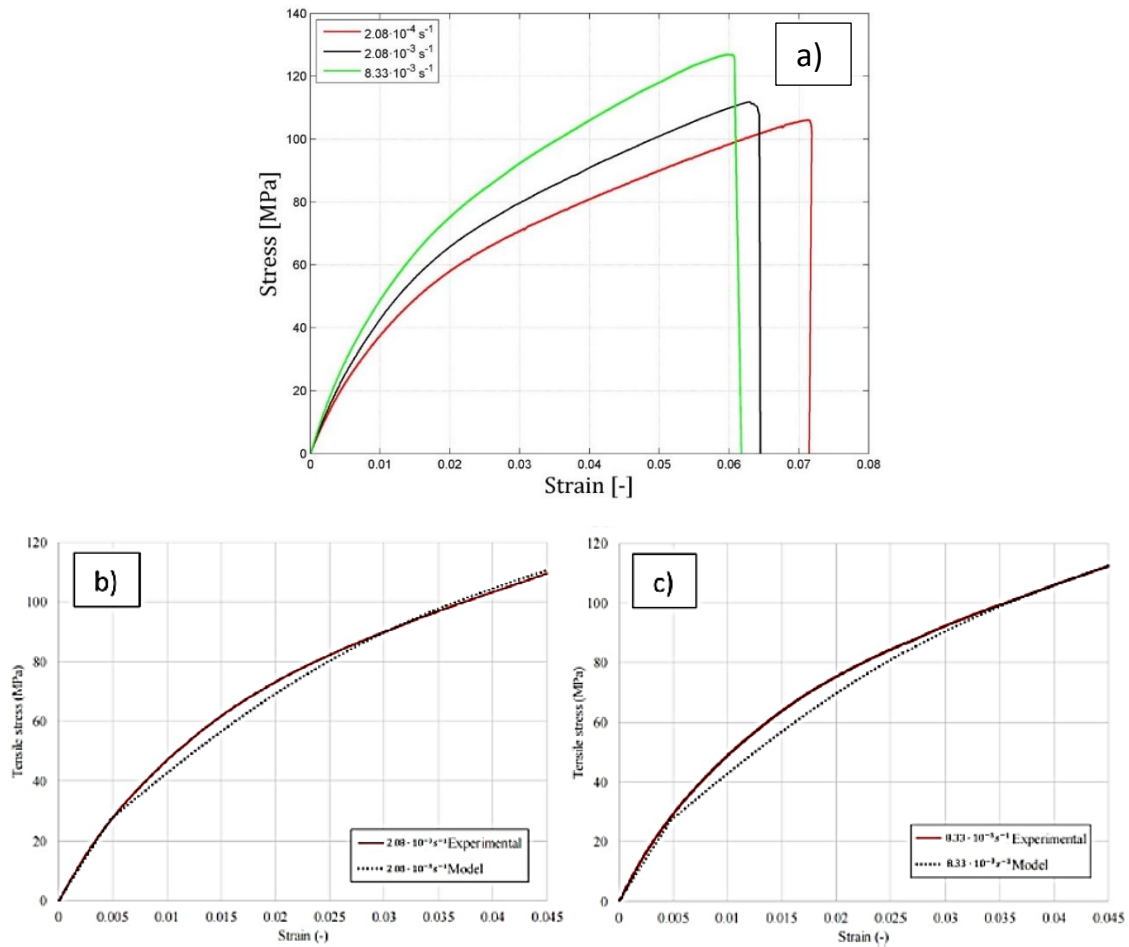 140
120
100
80
60
40
20
0
Stress [MPa]
2.08·10⁻⁴ s⁻¹
2.08·10⁻³ s⁻¹
8.33·10⁻³ s⁻¹
a)
0 0.01 0.02 0.03 0.04 0.05 0.06 0.07 0.08
Strain [-]
120
100
80
60
40
20
0
Tensile stress (MPa)
b)
Experimental
Model
0 0.005 0.01 0.015 0.02 0.025 0.03 0.035 0.04 0.045
Strain (-)
120
100
80
60
40
20
0
Tensile stress (MPa)
c)
Experimental
Model
0 0.005 0.01 0.015 0.02 0.025 0.03 0.035 0.04 0.045
Strain (-)